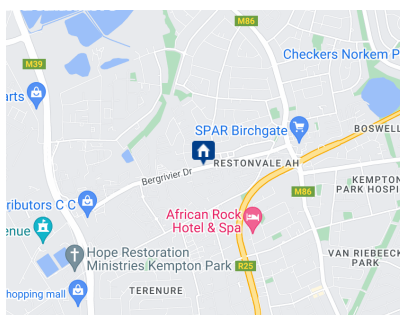 M86
Checkers Norkem P
M39
arts
SPAR Birchgate
BOSWELL
RESTONVALE AH
Bergrivier Dr
KEMPTON
PARK HOSPI
M86
ributors C C
African Rock
Hotel & Spa
enue
Hope Restoration
Ministries Kempton Park
R25
VAN RIEBEECK
PARK
hopping mall
TERENURE